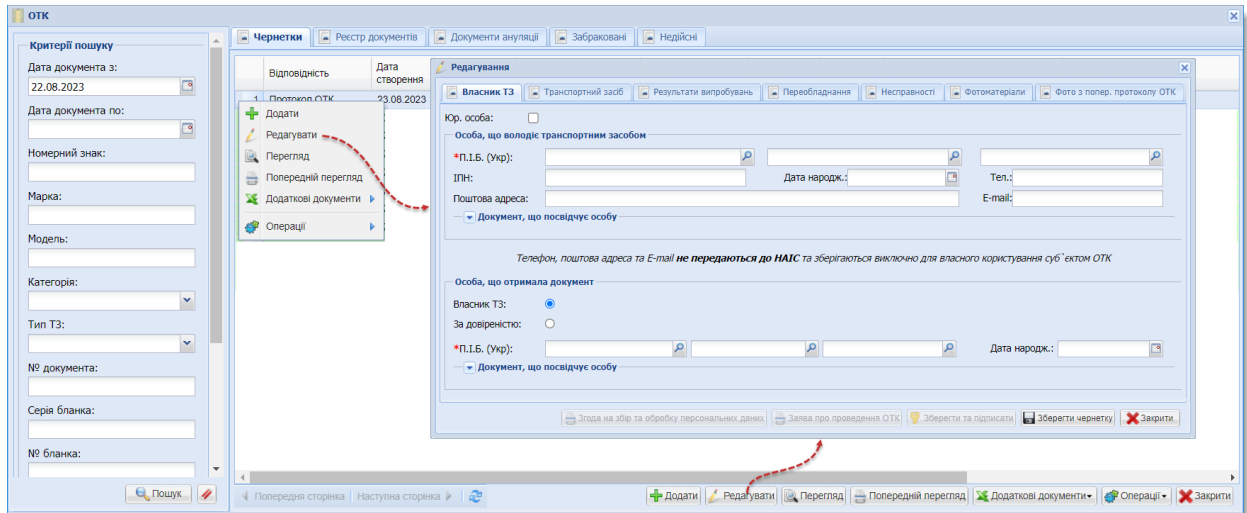 ОТК
Критерії пошуку
Дата документа з:
22.08.2023
Дата документа по:
Номерний знак:
Марка:
Модель:
Категорія:
Тип ТЗ:
№ документа:
Серія бланка:
№ бланка:
Пошук
Чернетки Реєстр документів Документи ануляції Забраковані Недійсні
Відповідність Дата створення
1 Протокол ОТК 23.08.2023
Додати
Редагувати
Перегляд
Попередній перегляд
Додаткові документи
Операції
Редагування
Власник ТЗ Транспортний засіб Результати випробувань Переобладнання Несправності Фотоматеріали Фото з попер. протоколу ОТК
Юр. особа:
Особа, що володіє транспортним засобом
*П.І.Б. (Укр):
ІПН: Дата народж.: Тел.:
Поштова адреса: E-mail:
Документ, що посвідчує особу
Телефон, поштова адреса та E-mail не передаються до НАІС та зберігаються виключно для власного користування суб`єктом ОТК
Особа, що отримала документ
Власник ТЗ:
За довіреністю:
*П.І.Б. (Укр): Дата народж.:
Документ, що посвідчує особу
Згода на збір та обробку персональних даних Заява про проведення ОТК Зберегти та підписати Зберегти чернетку Закрити
Попередня сторінка Наступна сторінка Додати Редагувати Перегляд Попередній перегляд Додаткові документи Операції Закрити